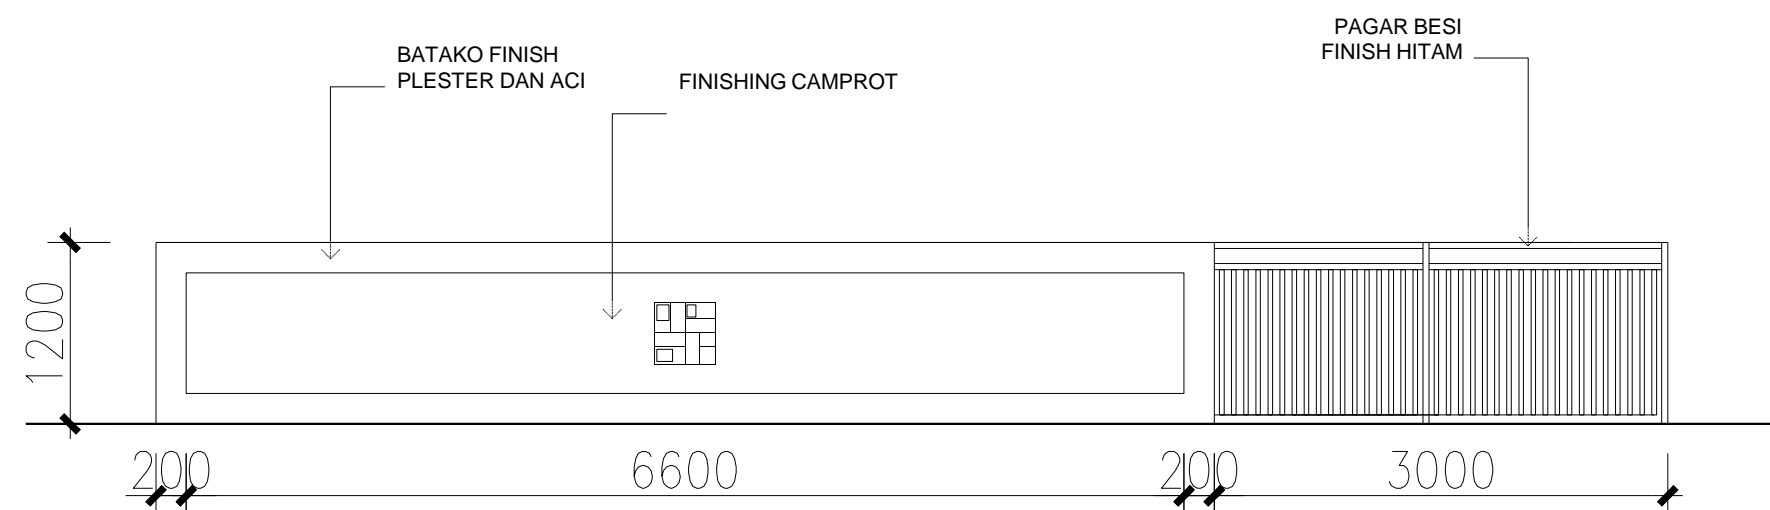 PAGAR BESI
FINISH HITAM
BATAKO FINISH
PLESTER DAN ACI
FINISHING CAMPROT
1200
200
6600
200
3000